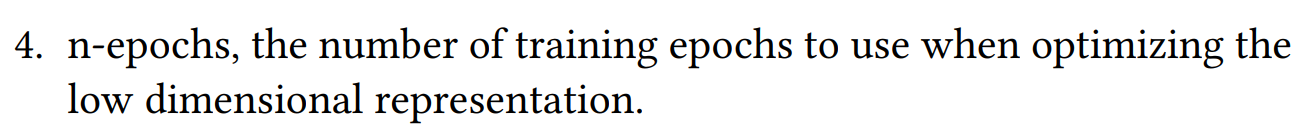 4. n-epochs, the number of training epochs to use when optimizing the
low dimensional representation.